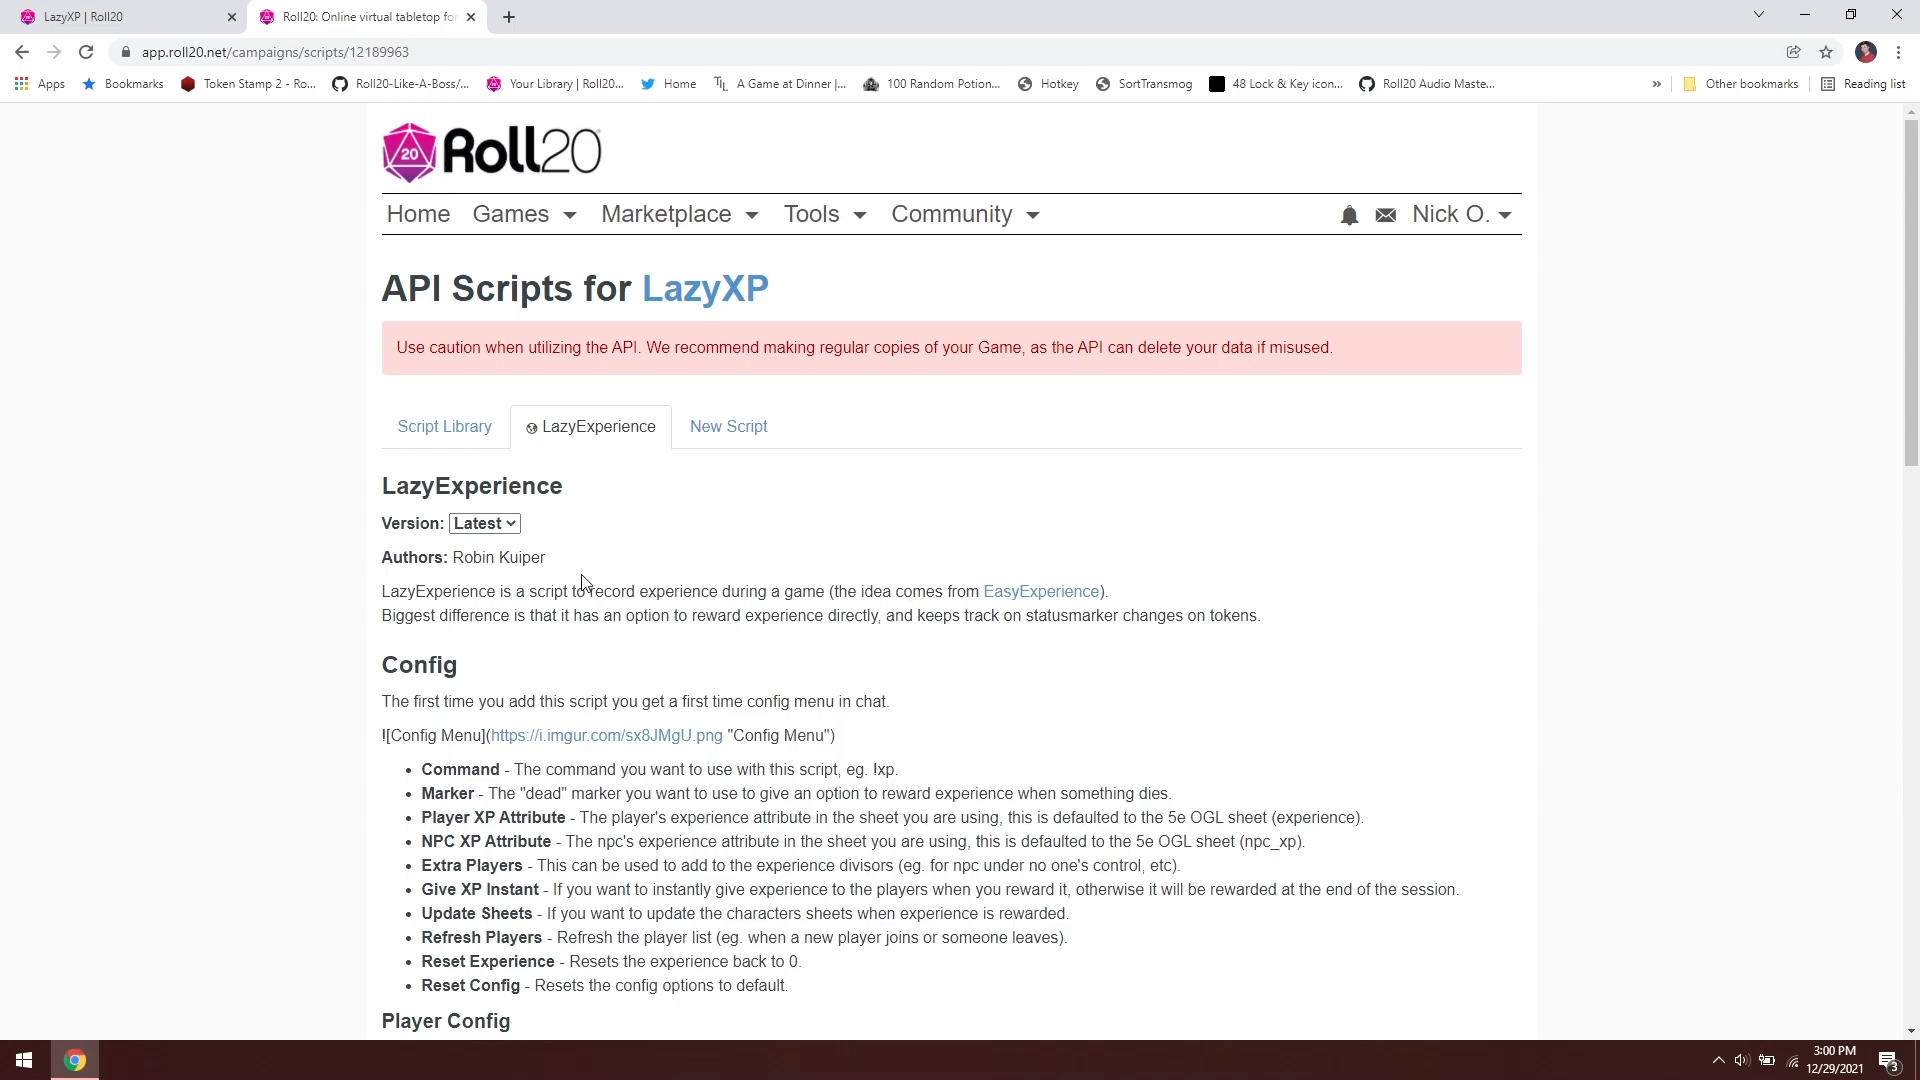 LazyXP | Roll20
Roll20: Online virtual tabletop for
app.roll20.net/campaigns/scripts/12189963
Apps
Bookmarks
Token Stamp 2 - Ro...
Roll20-Like-A-Boss/...
Your Library | Roll20...
Home
A Game at Dinner |...
100 Random Potion...
Hotkey
SortTransmog
48 Lock & Key icon...
Roll20 Audio Maste...
»
Other bookmarks
Reading list
20 Roll20
Home Games Marketplace Tools Community Nick O.
API Scripts for LazyXP
Use caution when utilizing the API. We recommend making regular copies of your Game, as the API can delete your data if misused.
Script Library LazyExperience New Script
LazyExperience
Version: Latest
Authors: Robin Kuiper
LazyExperience is a script to record experience during a game (the idea comes from EasyExperience).
Biggest difference is that it has an option to reward experience directly, and keeps track on statusmarker changes on tokens.
Config
The first time you add this script you get a first time config menu in chat.
![Config Menu](https://i.imgur.com/sx8JMgU.png "Config Menu")
• Command - The command you want to use with this script, eg. !xp.
• Marker - The "dead" marker you want to use to give an option to reward experience when something dies.
• Player XP Attribute - The player's experience attribute in the sheet you are using, this is defaulted to the 5e OGL sheet (experience).
• NPC XP Attribute - The npc's experience attribute in the sheet you are using, this is defaulted to the 5e OGL sheet (npc_xp).
• Extra Players - This can be used to add to the experience divisors (eg. for npc under no one's control, etc).
• Give XP Instant - If you want to instantly give experience to the players when you reward it, otherwise it will be rewarded at the end of the session.
• Update Sheets - If you want to update the characters sheets when experience is rewarded.
• Refresh Players - Refresh the player list (eg. when a new player joins or someone leaves).
• Reset Experience - Resets the experience back to 0.
• Reset Config - Resets the config options to default.
Player Config
3:00 PM
12/29/2021
3